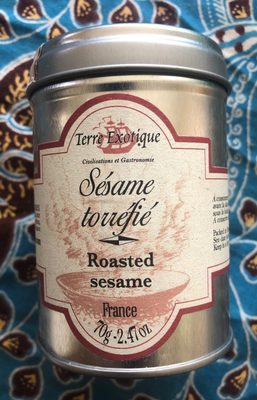 Terre Exotique
Civilisations et Gastronomie
Sésame
torréfié
Roasted
sesame
France
70g-2.47oz